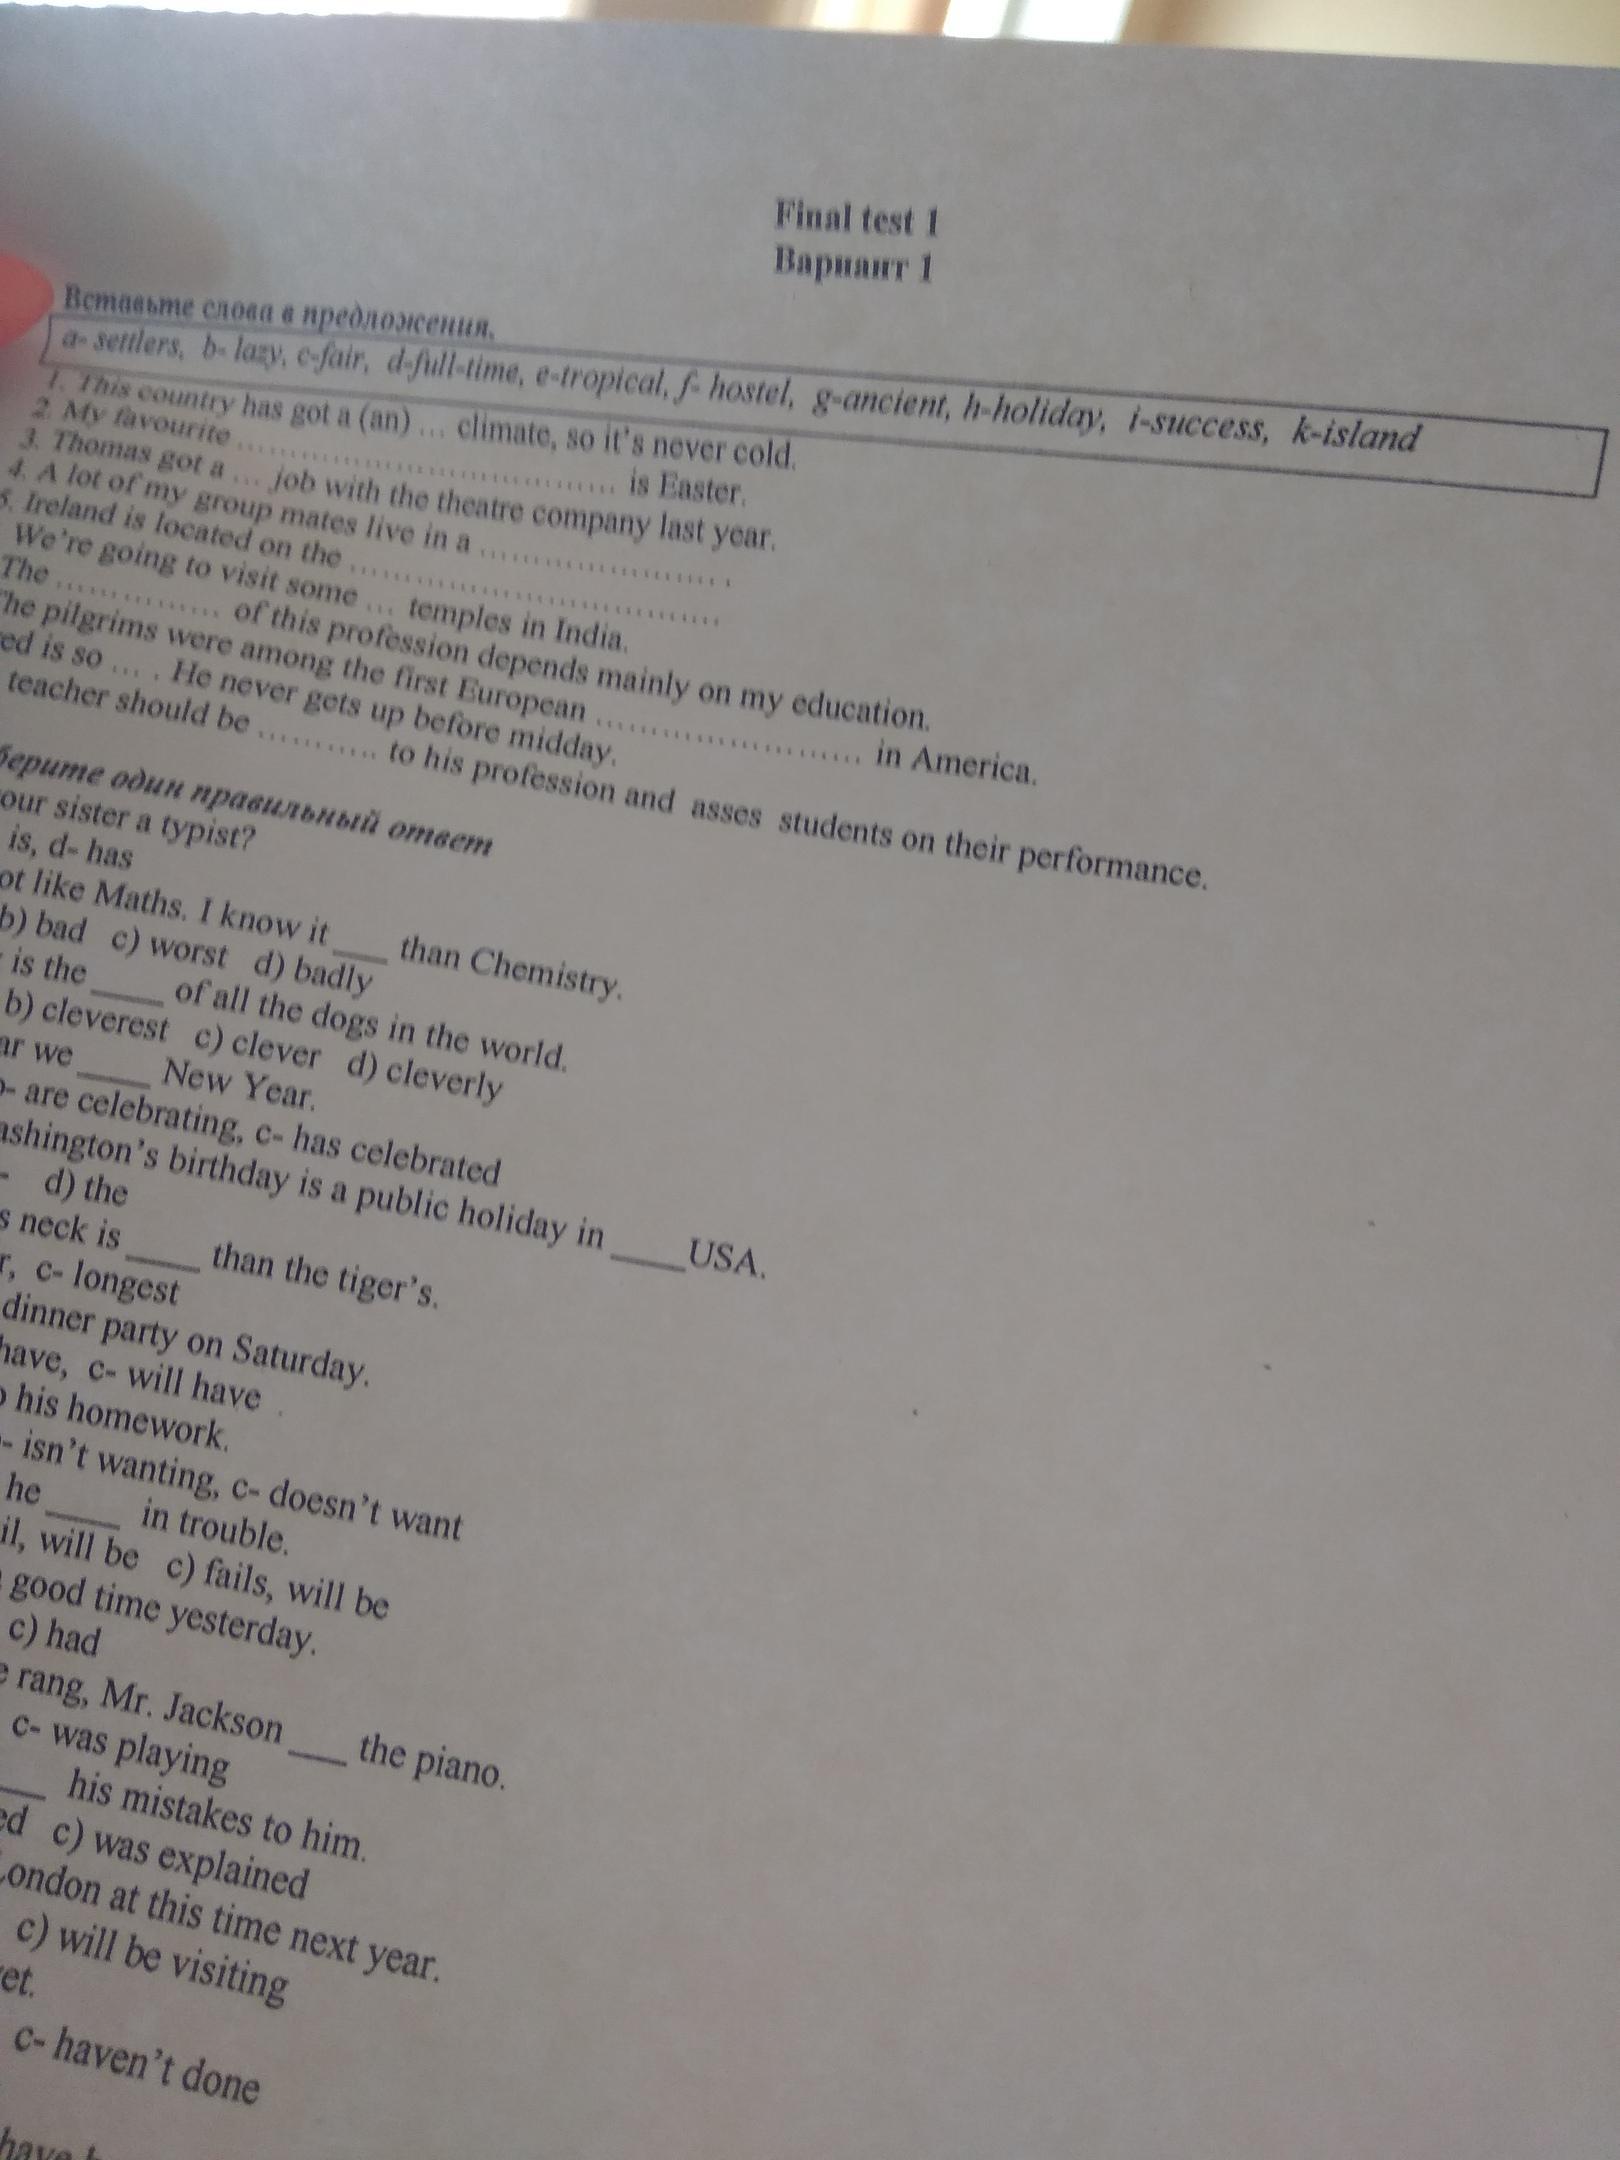 Final test 1
Вариант 1
Вставьте слова в предложения.
a- settlers, b- lazy, c-fair, d-full-time, e-tropical, f- hostel, g-ancient, h-holiday, i-success, k-island
1. This country has got a (an) … climate, so it's never cold.
2. My favourite ........................................ is Easter.
3. Thomas got a … job with the theatre company last year.
4. A lot of my group mates live in a ........................... .
5. Ireland is located on the ........................................
We're going to visit some … temples in India.
The ................. of this profession depends mainly on my education.
The pilgrims were among the first European ............................ in America.
ed is so … . He never gets up before midday.
teacher should be ............ to his profession and asses students on their performance.
берите один правильный ответ
our sister a typist?
is, d- has
ot like Maths. I know it ___ than Chemistry.
b) bad c) worst d) badly
is the ____ of all the dogs in the world.
b) cleverest c) clever d) cleverly
ar we ____ New Year.
b- are celebrating, c- has celebrated
ashington's birthday is a public holiday in ____ USA.
- d) the
s neck is ____ than the tiger's.
r, c- longest
dinner party on Saturday.
have, c- will have
o his homework.
- isn't wanting, c- doesn't want
he ____ in trouble.
il, will be c) fails, will be
good time yesterday.
c) had
e rang, Mr. Jackson ___ the piano.
c- was playing
___ his mistakes to him.
ed c) was explained
London at this time next year.
c) will be visiting
et.
c- haven't done
have